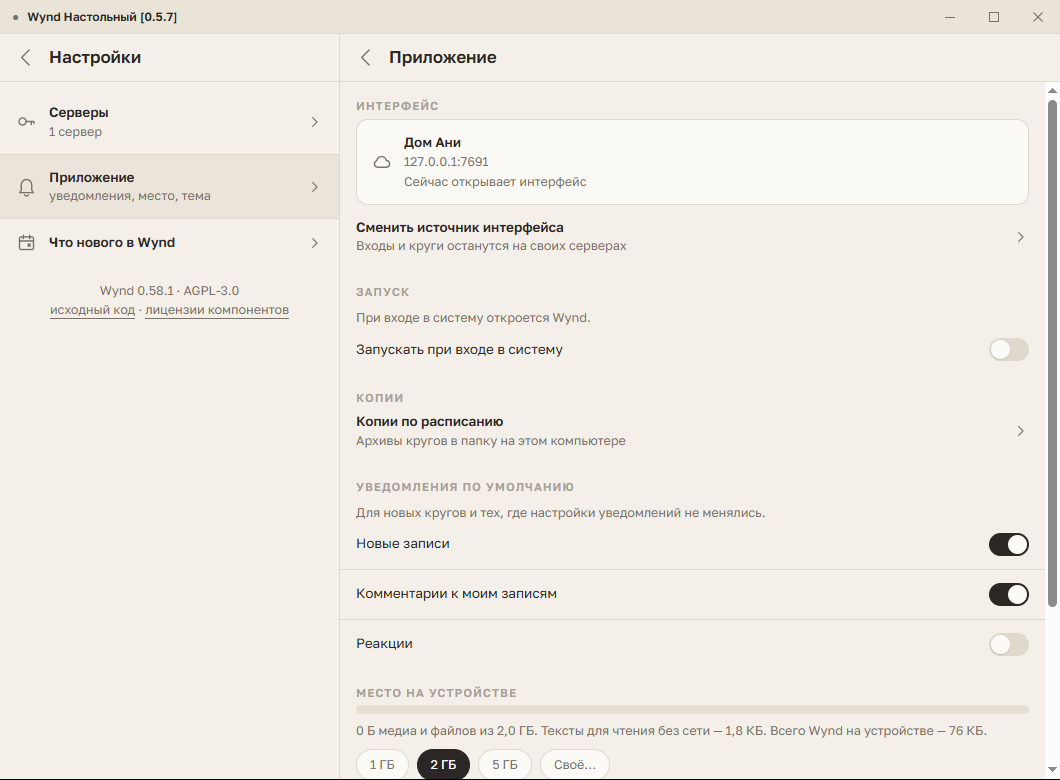 Wynd Настольный [0.5.7]
Настройки
Серверы
1 сервер
Приложение
уведомления, место, тема
Что нового в Wynd
Wynd 0.58.1 · AGPL-3.0
исходный код · лицензии компонентов
Приложение
ИНТЕРФЕЙС
Дом Ани
127.0.0.1:7691
Сейчас открывает интерфейс
Сменить источник интерфейса
Входы и круги останутся на своих серверах
ЗАПУСК
При входе в систему откроется Wynd.
Запускать при входе в систему
КОПИИ
Копии по расписанию
Архивы кругов в папку на этом компьютере
УВЕДОМЛЕНИЯ ПО УМОЛЧАНИЮ
Для новых кругов и тех, где настройки уведомлений не менялись.
Новые записи
Комментарии к моим записям
Реакции
МЕСТО НА УСТРОЙСТВЕ
0 Б медиа и файлов из 2,0 ГБ. Тексты для чтения без сети — 1,8 КБ. Всего Wynd на устройстве — 76 КБ.
1 ГБ 2 ГБ 5 ГБ Своё…